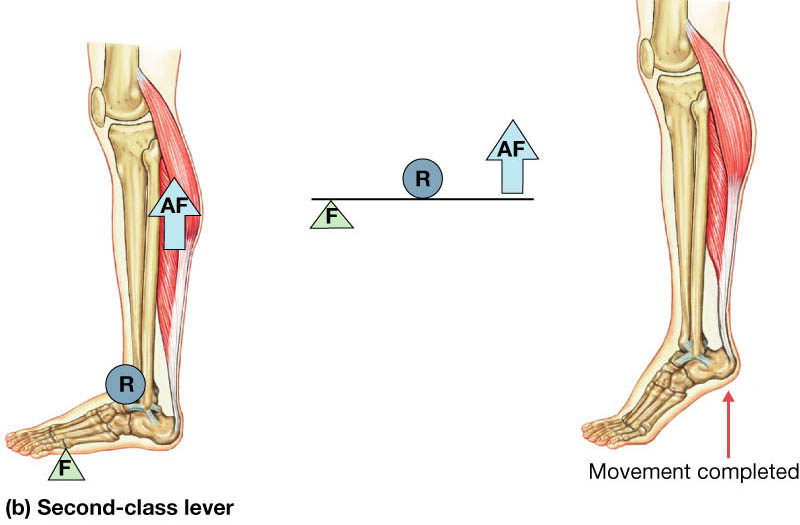 AF
R
F
AF
R
F
Movement completed
(b) Second-class lever